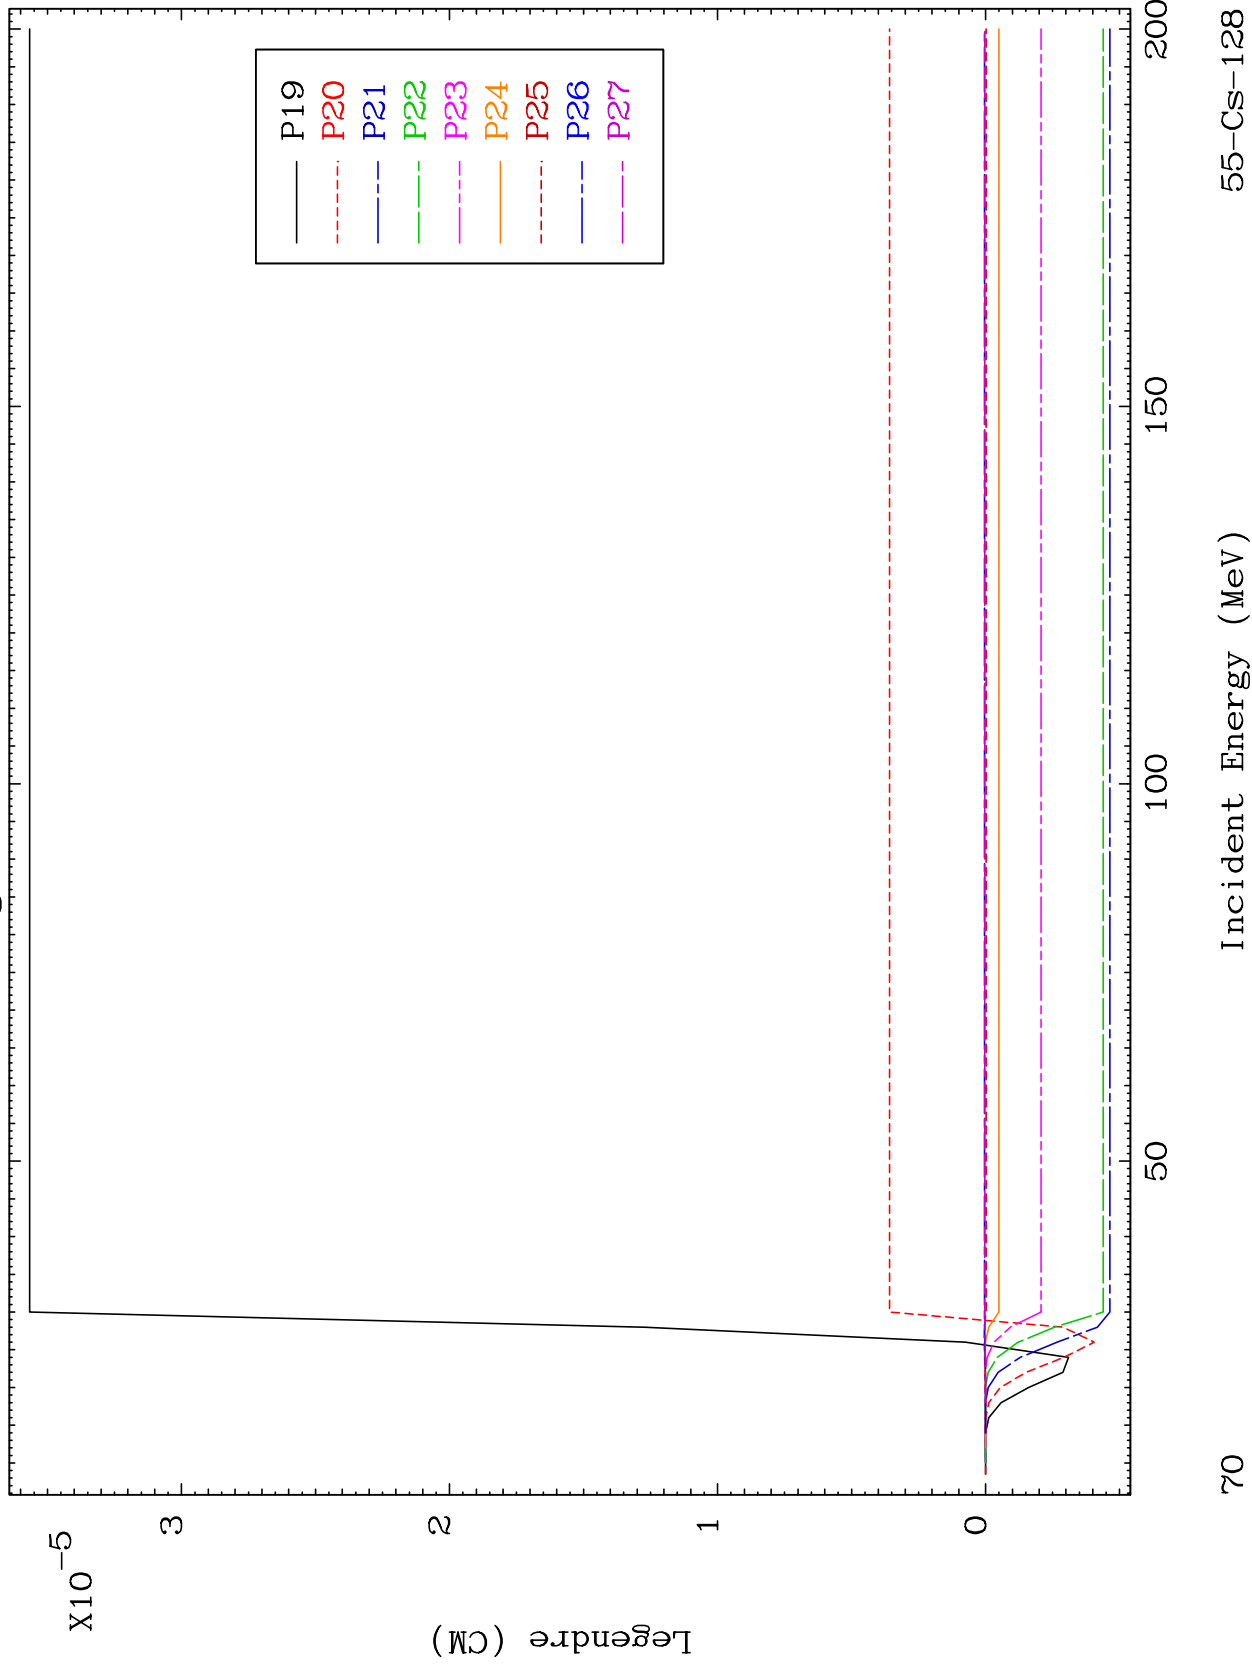 X10-5
3
2
1
0
Legendre (CM)
P19
P20
P21
P22
P23
P24
P25
P26
P27
50
100
150
200
Incident Energy (MeV)
70
55-Cs-128